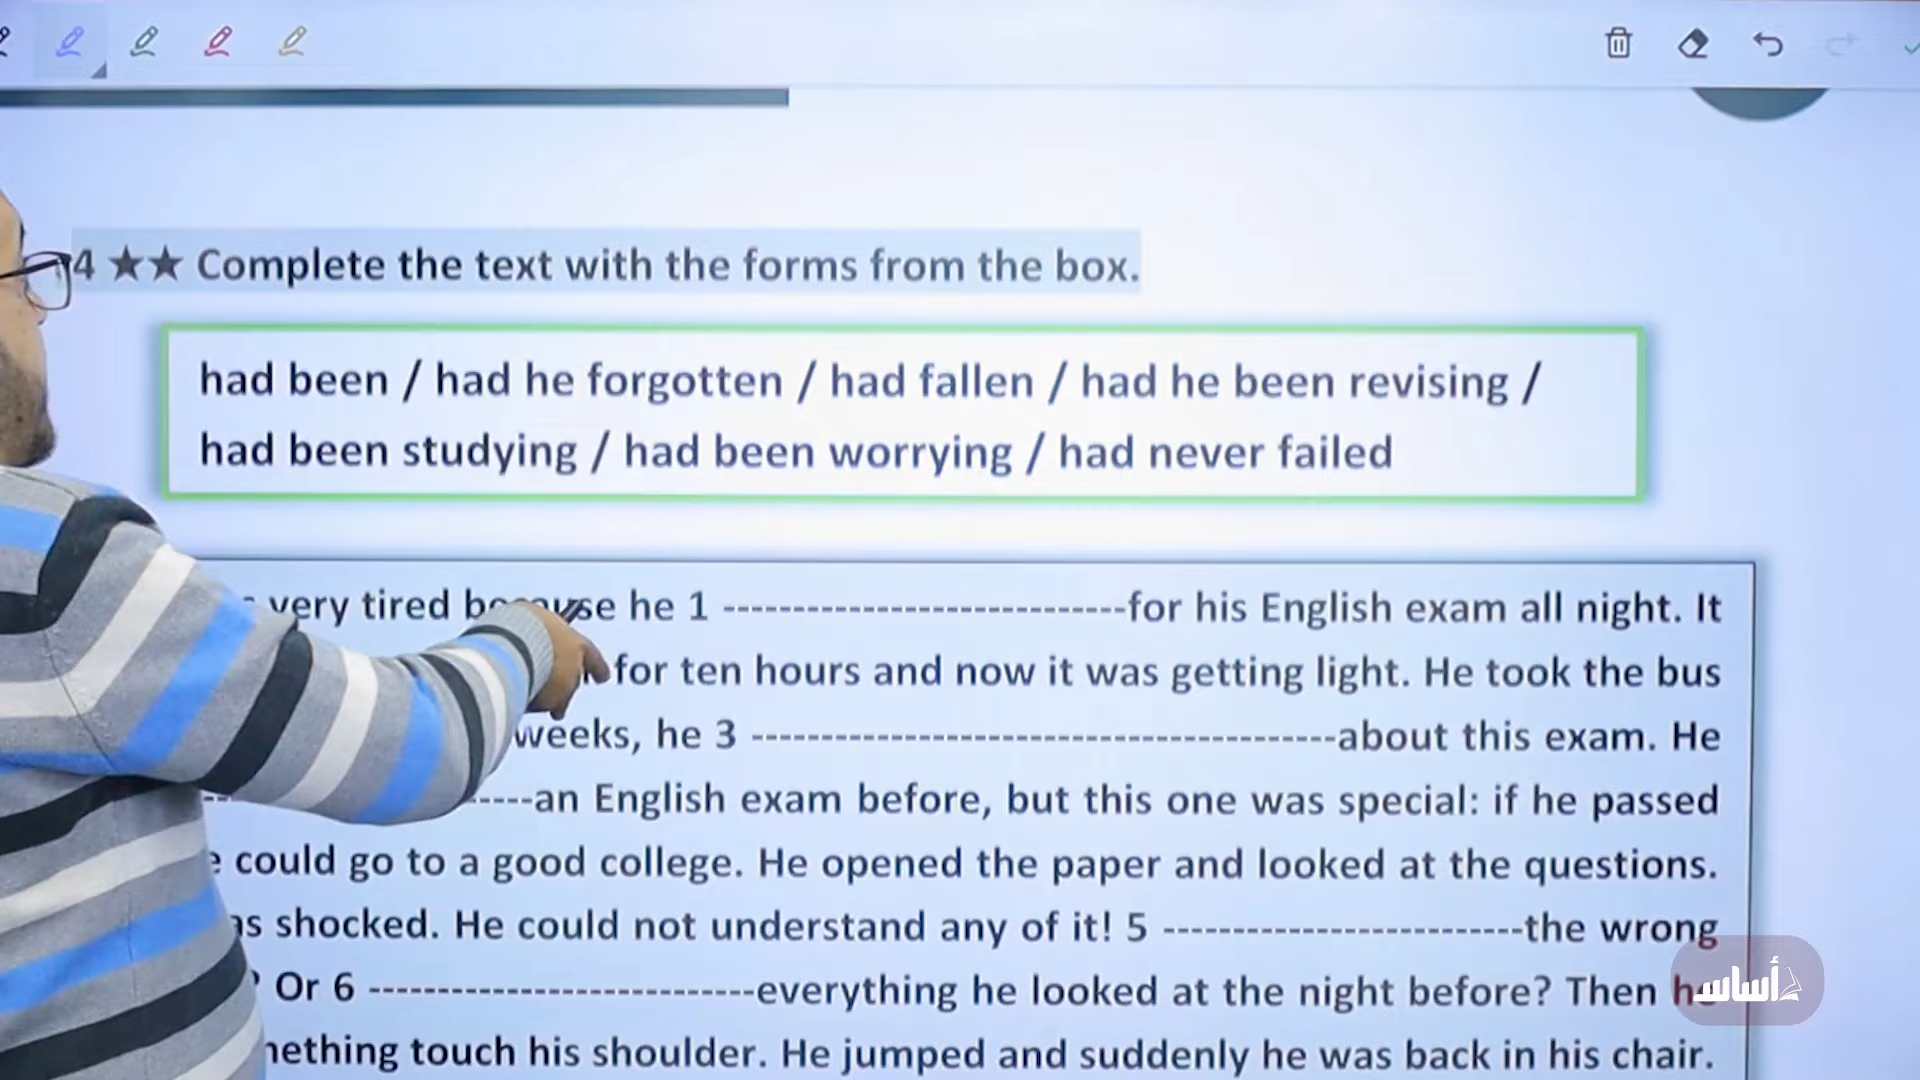 4 ★★ Complete the text with the forms from the box.
had been / had he forgotten / had fallen / had he been revising /
had been studying / had been worrying / had never failed
very tired because he 1 ----------------------------for his English exam all night. It
for ten hours and now it was getting light. He took the bus
weeks, he 3 ----------------------------------------about this exam. He
-----an English exam before, but this one was special: if he passed
could go to a good college. He opened the paper and looked at the questions.
shocked. He could not understand any of it! 5 -------------------------the wrong
? Or 6 ---------------------------everything he looked at the night before? Then
touch his shoulder. He jumped and suddenly he was back in his chair.
أساس